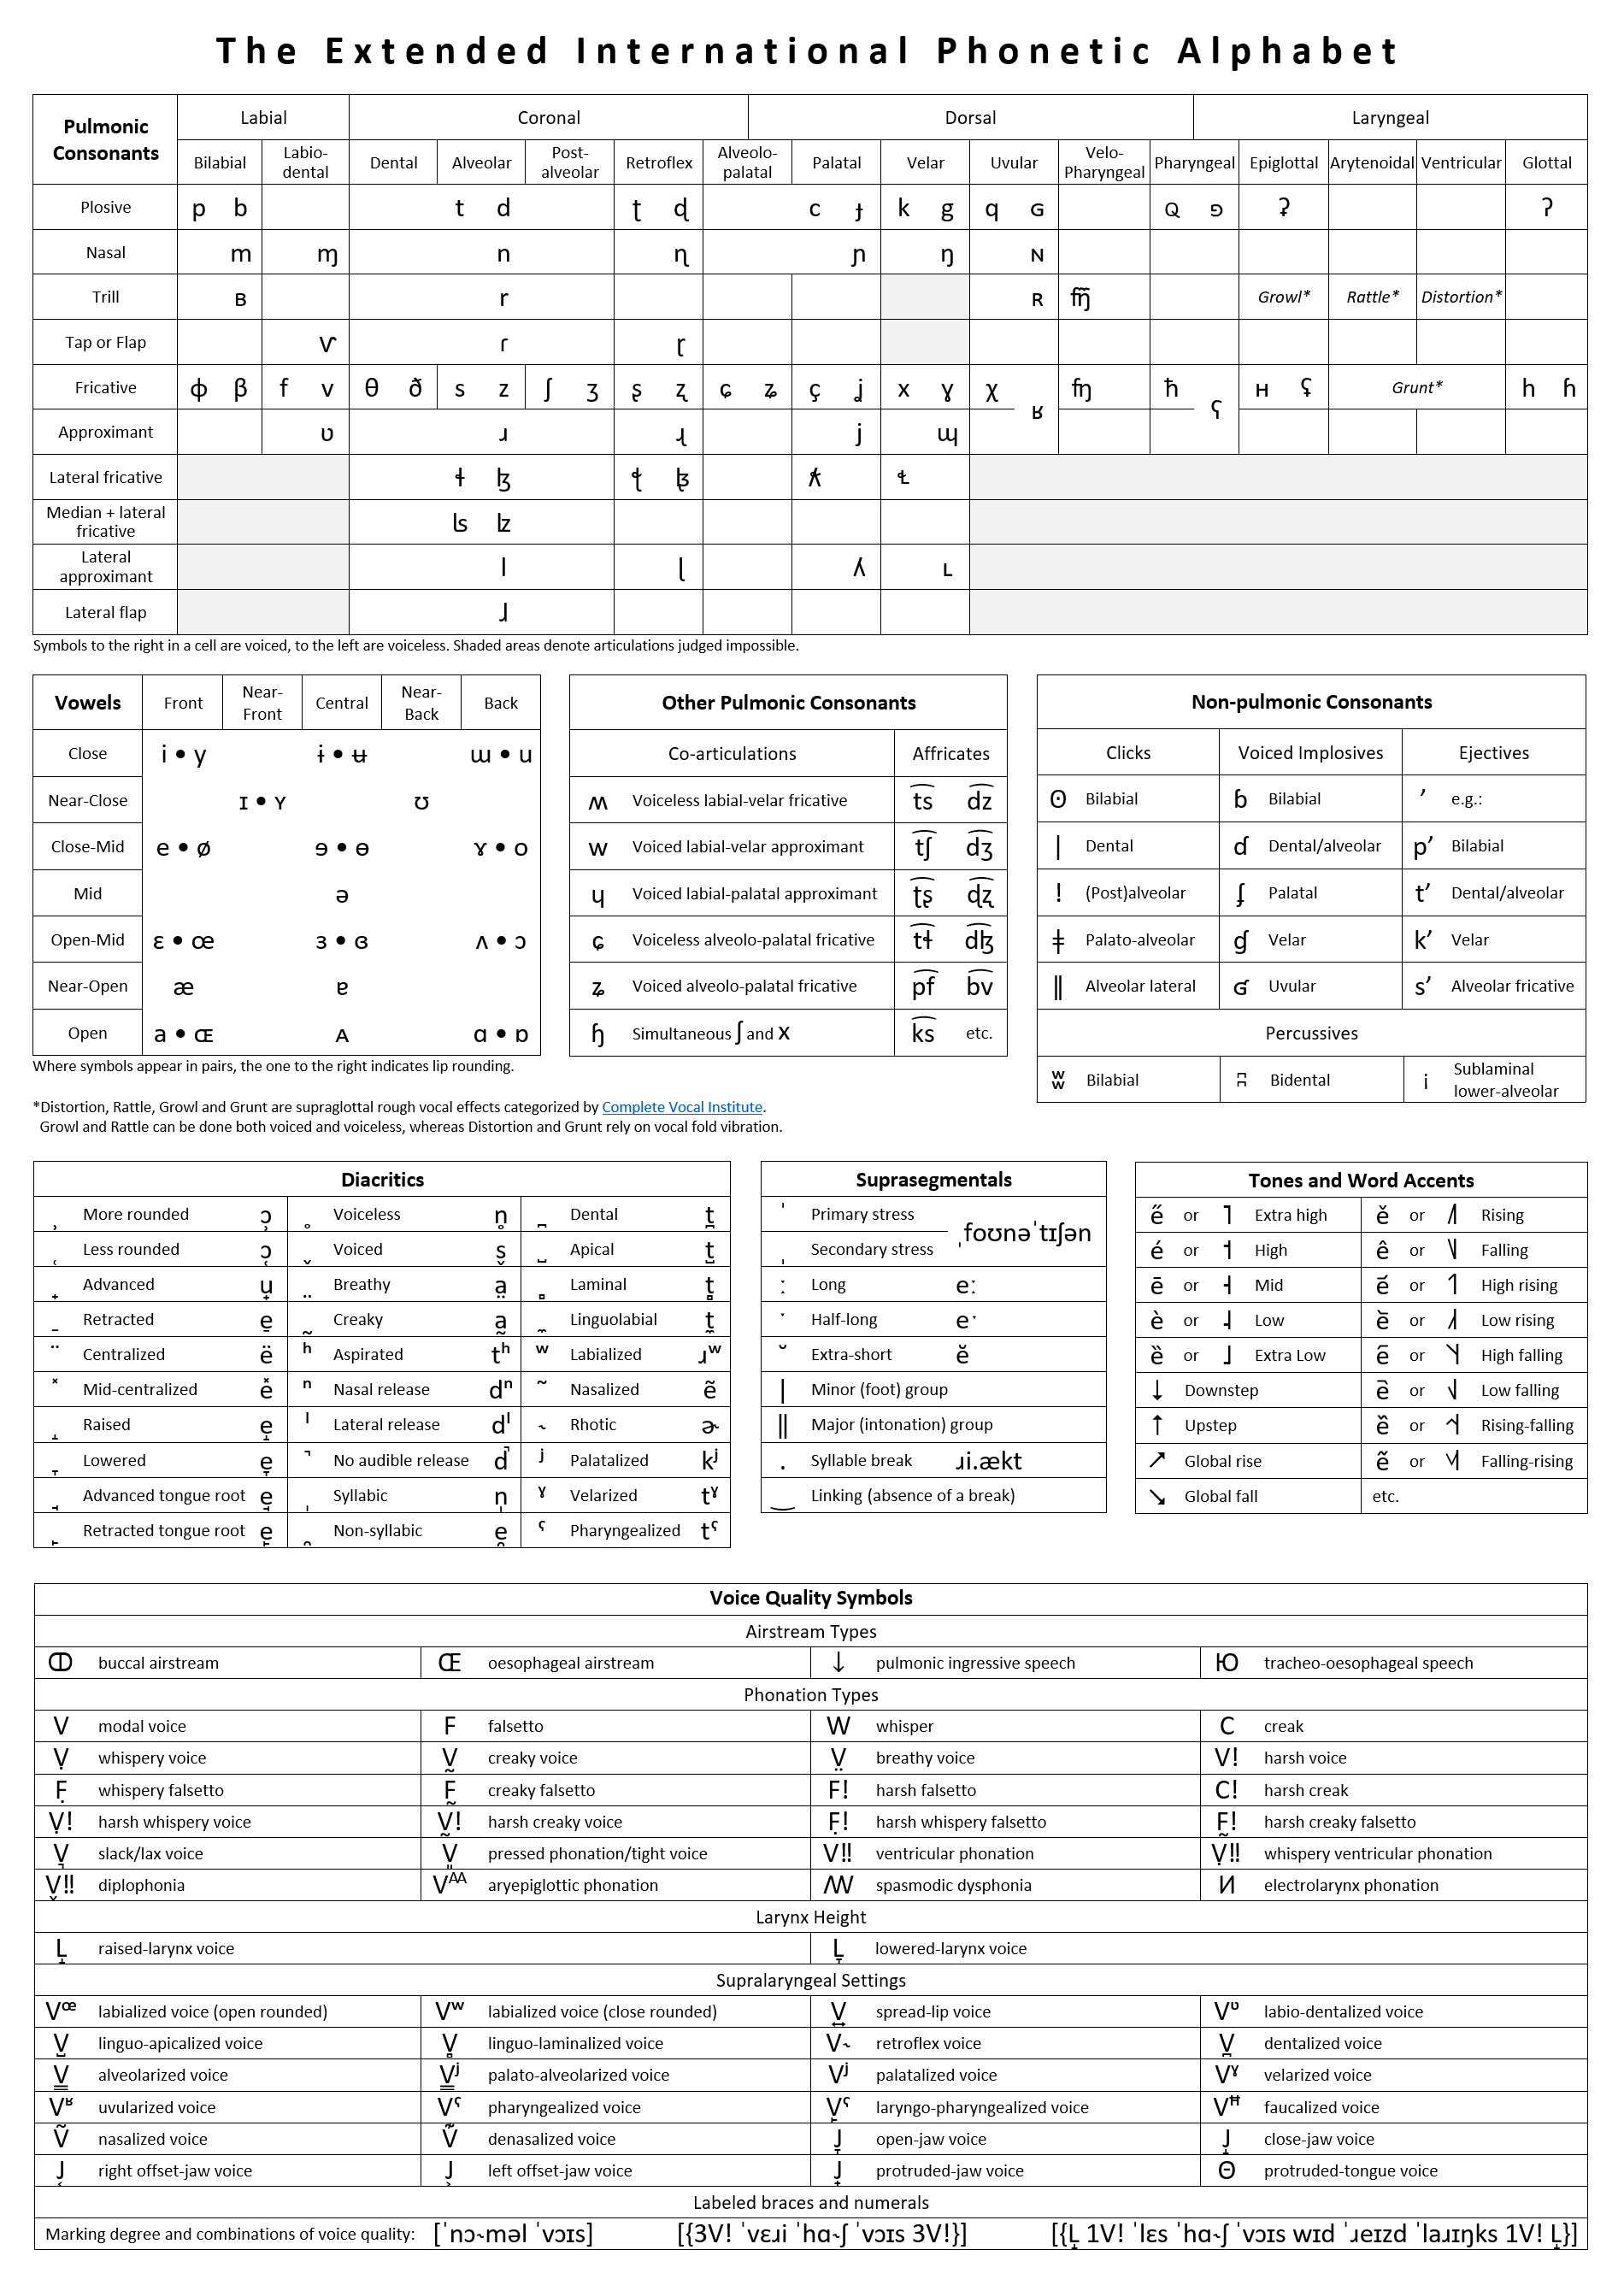 The Extended International Phonetic Alphabet
Pulmonic Consonants Labial Coronal Dorsal Laryngeal
Bilabial Labio-dental Dental Alveolar Post-alveolar Retroflex Alveolo-palatal Palatal Velar Uvular Velo-Pharyngeal Pharyngeal Epiglottal Arytenoidal Ventricular Glottal
Plosive p b t d ʈ ɖ c ɟ k g q ɢ ꞯ ʡ ʔ
Nasal m ɱ n ɳ ɲ ŋ ɴ
Trill ʙ r ʀ Growl* Rattle* Distortion*
Tap or Flap ⱱ ɾ ɽ
Fricative ɸ β f v θ ð s z ʃ ʒ ʂ ʐ ɕ ʑ ç ʝ x ɣ χ ʁ ʩ ħ ʕ ʜ ʢ Grunt* h ɦ
Approximant ʋ ɹ ɻ j ɰ
Lateral fricative ɬ ɮ
Median + lateral fricative ʪ ʫ
Lateral approximant l ɭ ʎ ʟ
Lateral flap ɺ
Symbols to the right in a cell are voiced, to the left are voiceless. Shaded areas denote articulations judged impossible.
Vowels Front Near-Front Central Near-Back Back
Close i • y ɨ • ʉ ɯ • u
Near-Close ɪ • ʏ ʊ
Close-Mid e • ø ɘ • ɵ ɤ • o
Mid ə
Open-Mid ɛ • œ ɜ • ɞ ʌ • ɔ
Near-Open æ ɐ
Open a • ɶ ᴀ ɑ • ɒ
Where symbols appear in pairs, the one to the right indicates lip rounding.
Other Pulmonic Consonants
Co-articulations Affricates
ʍ Voiceless labial-velar fricative t͡s d͡z
w Voiced labial-velar approximant t͡ʃ d͡ʒ
ɥ Voiced labial-palatal approximant ʈ͡ʂ ɖ͡ʐ
ɕ Voiceless alveolo-palatal fricative t͡ɬ d͡ɮ
ʑ Voiced alveolo-palatal fricative p͡f b͡v
ɧ Simultaneous ʃ and x k͡s etc.
Non-pulmonic Consonants
Clicks Voiced Implosives Ejectives
ʘ Bilabial ɓ Bilabial ʼ e.g.:
ǀ Dental ɗ Dental/alveolar pʼ Bilabial
ǃ (Post)alveolar ʄ Palatal tʼ Dental/alveolar
ǂ Palato-alveolar ɠ Velar kʼ Velar
ǁ Alveolar lateral ʛ Uvular sʼ Alveolar fricative
Percussives
ʬ Bilabial ʭ Bidental ¡ Sublaminal lower-alveolar
*Distortion, Rattle, Growl and Grunt are supraglottal rough vocal effects categorized by Complete Vocal Institute.
Growl and Rattle can be done both voiced and voiceless, whereas Distortion and Grunt rely on vocal fold vibration.
Diacritics
̹ More rounded ɔ̹ ̥ Voiceless n̥ ̪ Dental t̪
̜ Less rounded ɔ̜ ̬ Voiced s̬ ̺ Apical t̺
̟ Advanced u̟ ̤ Breathy a̤ ̻ Laminal t̻
̠ Retracted e̠ ̰ Creaky a̰ ̼ Linguolabial t̼
̈ Centralized ë ʰ Aspirated tʰ ʷ Labialized ɹʷ
̽ Mid-centralized e̽ ⁿ Nasal release dⁿ ̃ Nasalized ẽ
̝ Raised e̝ ˡ Lateral release dˡ ˞ Rhotic ə˞
̞ Lowered e̞ ̚ No audible release d̚ ʲ Palatalized kʲ
̘ Advanced tongue root e̘ ̩ Syllabic n̩ ˠ Velarized tˠ
̙ Retracted tongue root e̙ ̯ Non-syllabic e̯ ˤ Pharyngealized tˤ
Suprasegmentals
ˈ Primary stress ˌfoʊnəˈtɪʃən
ˌ Secondary stress
ː Long eː
ˑ Half-long eˑ
̆ Extra-short ĕ
| Minor (foot) group
‖ Major (intonation) group
. Syllable break ɹi.ækt
‿ Linking (absence of a break)
Tones and Word Accents
e̋ or ˥ Extra high ě or ˩˥ Rising
é or ˦ High ê or ˥˩ Falling
ē or ˧ Mid e᷄ or ˦˥ High rising
è or ˨ Low e᷅ or ˩˨ Low rising
ȅ or ˩ Extra Low High falling
↓ Downstep Low falling
↑ Upstep Rising-falling
↗ Global rise Falling-rising
↘ Global fall etc.
Voice Quality Symbols
Airstream Types
ↀ buccal airstream Œ oesophageal airstream ↓ pulmonic ingressive speech Ю tracheo-oesophageal speech
Phonation Types
V modal voice F falsetto W whisper C creak
Ṿ whispery voice V̰ creaky voice V̤ breathy voice V! harsh voice
F̣ whispery falsetto F̰ creaky falsetto F! harsh falsetto C! harsh creak
Ṿ! harsh whispery voice V̰! harsh creaky voice F̣! harsh whispery falsetto F̰! harsh creaky falsetto
V̚ slack/lax voice V͈ pressed phonation/tight voice V‼ ventricular phonation Ṿ‼ whispery ventricular phonation
V̬‼ diplophonia Vᴬᴬ aryepiglottic phonation ꟿ spasmodic dysphonia И electrolarynx phonation
Larynx Height
L̝ raised-larynx voice L̞ lowered-larynx voice
Supralaryngeal Settings
Vꟹ labialized voice (open rounded) Vʷ labialized voice (close rounded) V͍ spread-lip voice Vᶹ labio-dentalized voice
V̺ linguo-apicalized voice V̻ linguo-laminalized voice V˞ retroflex voice V̪ dentalized voice
V͇ alveolarized voice V͇ʲ palato-alveolarized voice Vʲ palatalized voice Vˠ velarized voice
Vʶ uvularized voice Vˤ pharyngealized voice V̙ˤ laryngo-pharyngealized voice Vꟸ faucalized voice
Ṽ nasalized voice V͊ denasalized voice J̞ open-jaw voice J̝ close-jaw voice
J̜ right offset-jaw voice J̹ left offset-jaw voice J̟ protruded-jaw voice Θ protruded-tongue voice
Labeled braces and numerals
Marking degree and combinations of voice quality: [ˈnɔ˞məl ˈvɔɪs] [{3V! ˈvɛɹi ˈhɑ˞ʃ ˈvɔɪs 3V!}] [{L̞ 1V! ˈlɛs ˈhɑ˞ʃ ˈvɔɪs wɪd ˈɹeɪzd ˈlaɹɪŋks 1V! L̞}]